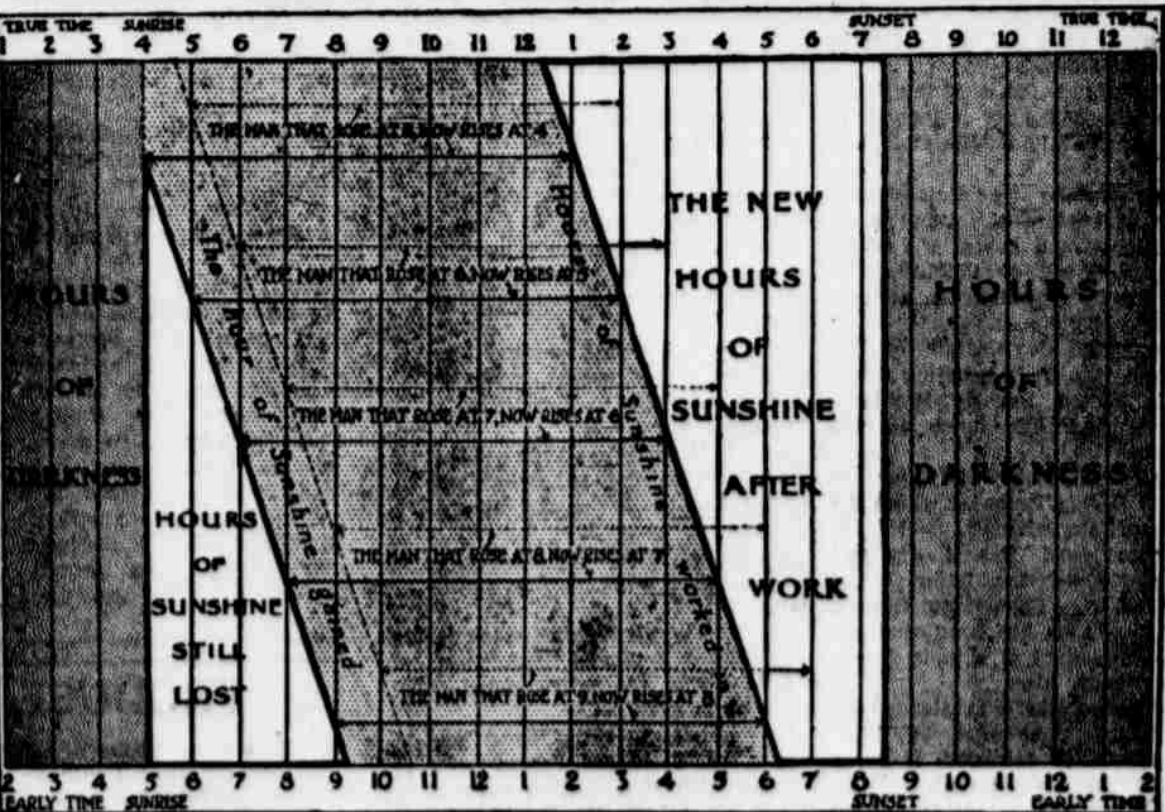 TRUE TIME SUNRISE SUNSET TRUE TIME
1 2 3 4 5 6 7 8 9 10 11 12 1 2 3 4 5 6 7 8 9 10 11 12 1
THE MAN THAT ROSE AT 5, NOW RISES AT 4
THE MAN THAT ROSE AT 6, NOW RISES AT 5
THE MAN THAT ROSE AT 7, NOW RISES AT 6
THE MAN THAT ROSE AT 8, NOW RISES AT 7
THE MAN THAT ROSE AT 9, NOW RISES AT 8
The Hour of Sunshine gained
Hours of Sunshine worked
THE NEW
HOURS
OF
SUNSHINE
AFTER
WORK
HOURS
OF
DARKNESS
HOURS
OF
SUNSHINE
STILL
LOST
HOURS
OF
DARKNESS
2 3 4 5 6 7 8 9 10 11 12 1 2 3 4 5 6 7 8 9 10 11 12 1 2
EARLY TIME SUNRISE SUNSET EARLY TIME